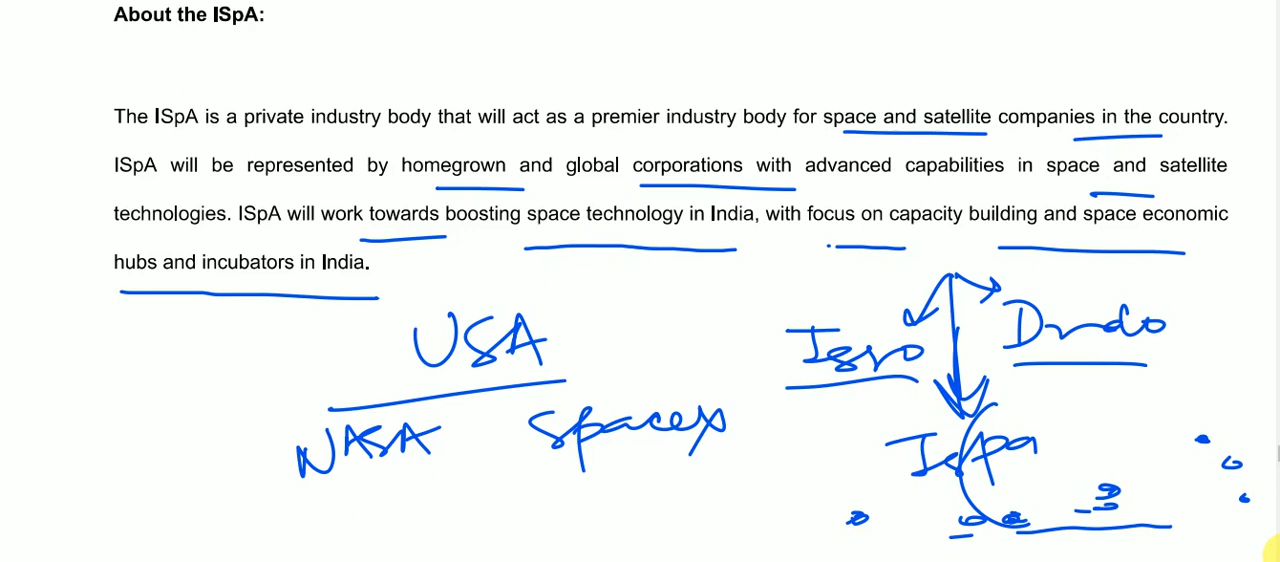 About the ISpA:
The ISpA is a private industry body that will act as a premier industry body for space and satellite companies in the country.
ISpA will be represented by homegrown and global corporations with advanced capabilities in space and satellite
technologies. ISpA will work towards boosting space technology in India, with focus on capacity building and space economic
hubs and incubators in India.
USA
Isro Drdo
NASA Spacex
Ispa